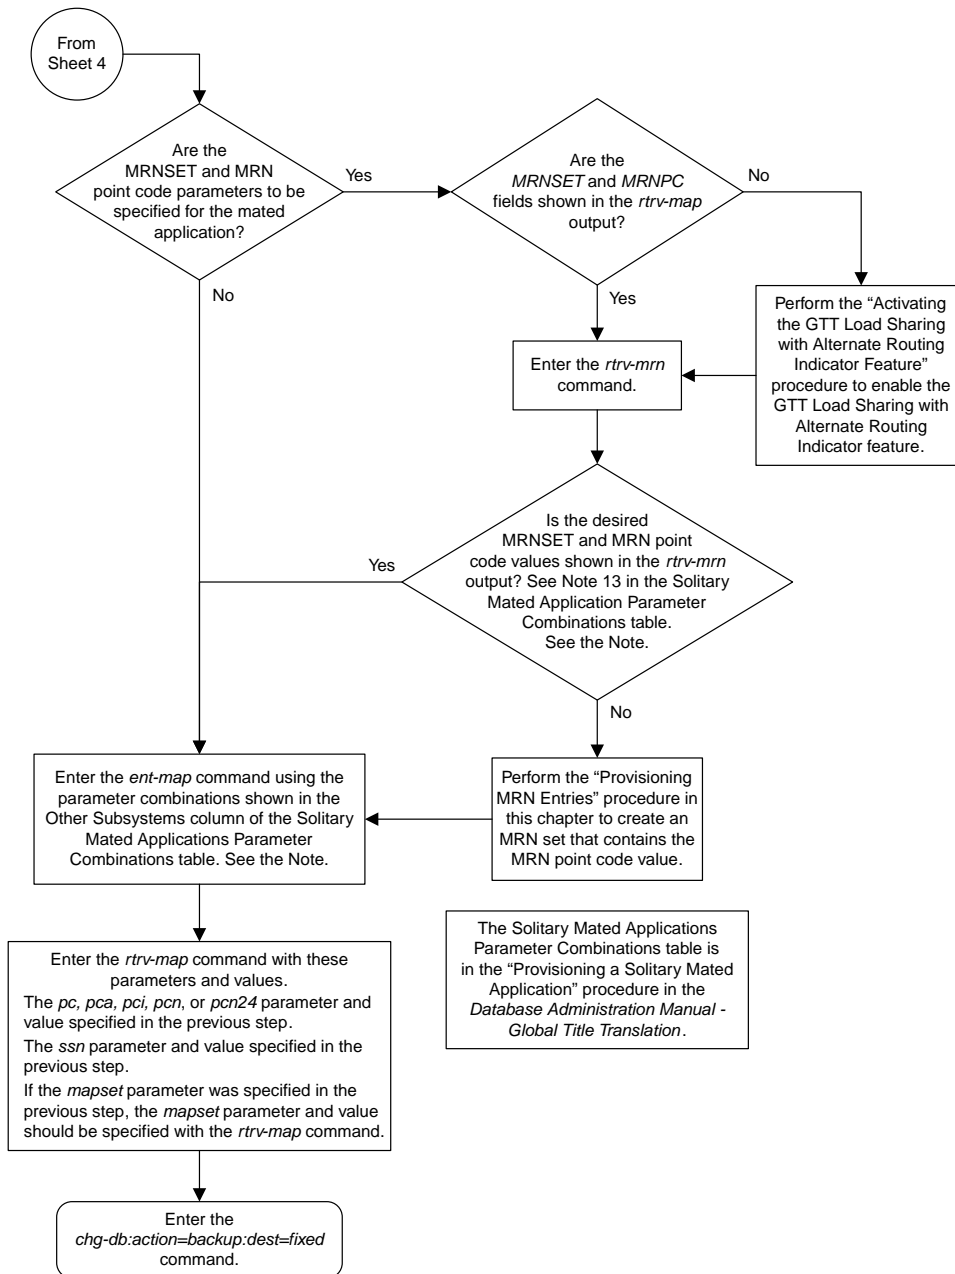 From
Sheet 4
Are the
MRNSET and MRN
point code parameters to be
specified for the mated
application?
Yes
No
Are the
MRNSET and MRNPC
fields shown in the rtrv-map
output?
No
Yes
Perform the “Activating
the GTT Load Sharing
with Alternate Routing
Indicator Feature”
procedure to enable the
GTT Load Sharing with
Alternate Routing
Indicator feature.
Enter the rtrv-mrn
command.
Is the desired
MRNSET and MRN point
code values shown in the rtrv-mrn
output? See Note 13 in the Solitary
Mated Application Parameter
Combinations table.
See the Note.
Yes
No
Enter the ent-map command using the
parameter combinations shown in the
Other Subsystems column of the Solitary
Mated Applications Parameter
Combinations table. See the Note.
Perform the “Provisioning
MRN Entries” procedure in
this chapter to create an
MRN set that contains the
MRN point code value.
The Solitary Mated Applications
Parameter Combinations table is
in the “Provisioning a Solitary Mated
Application” procedure in the
Database Administration Manual -
Global Title Translation.
Enter the rtrv-map command with these
parameters and values.
The pc, pca, pci, pcn, or pcn24 parameter and
value specified in the previous step.
The ssn parameter and value specified in the
previous step.
If the mapset parameter was specified in the
previous step, the mapset parameter and value
should be specified with the rtrv-map command.
Enter the
chg-db:action=backup:dest=fixed
command.